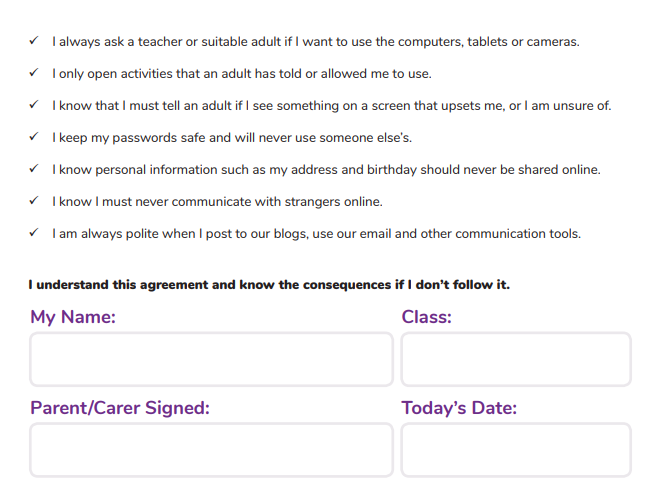 ✓ I always ask a teacher or suitable adult if I want to use the computers, tablets or cameras.
✓ I only open activities that an adult has told or allowed me to use.
✓ I know that I must tell an adult if I see something on a screen that upsets me, or I am unsure of.
✓ I keep my passwords safe and will never use someone else's.
✓ I know personal information such as my address and birthday should never be shared online.
✓ I know I must never communicate with strangers online.
✓ I am always polite when I post to our blogs, use our email and other communication tools.
I understand this agreement and know the consequences if I don't follow it.
My Name: Class:
Parent/Carer Signed: Today's Date: